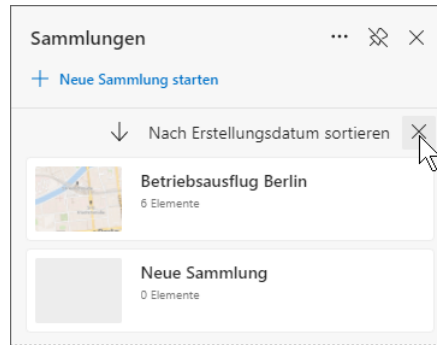 Sammlungen
Neue Sammlung starten
Nach Erstellungsdatum sortieren
Betriebsausflug Berlin
6 Elemente
Neue Sammlung
0 Elemente